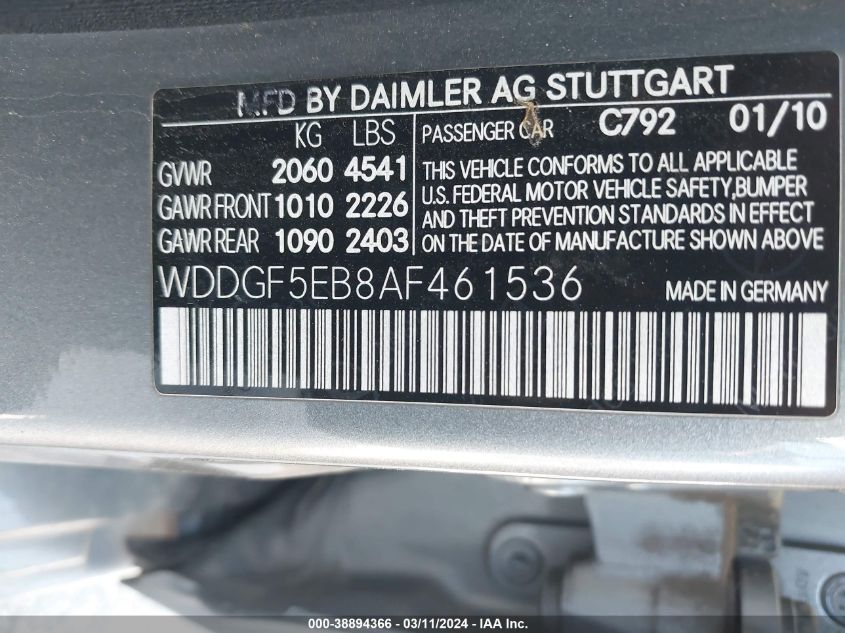 MFD BY DAIMLER AG STUTTGART
KG LBS
GVWR 2060 4541
GAWR FRONT 1010 2226
GAWR REAR 1090 2403
PASSENGER CAR C792 01/10
THIS VEHICLE CONFORMS TO ALL APPLICABLE
U.S. FEDERAL MOTOR VEHICLE SAFETY,BUMPER
AND THEFT PREVENTION STANDARDS IN EFFECT
ON THE DATE OF MANUFACTURE SHOWN ABOVE
WDDGF5EB8AF461536 MADE IN GERMANY
000-38894366 - 03/11/2024 - IAA Inc.